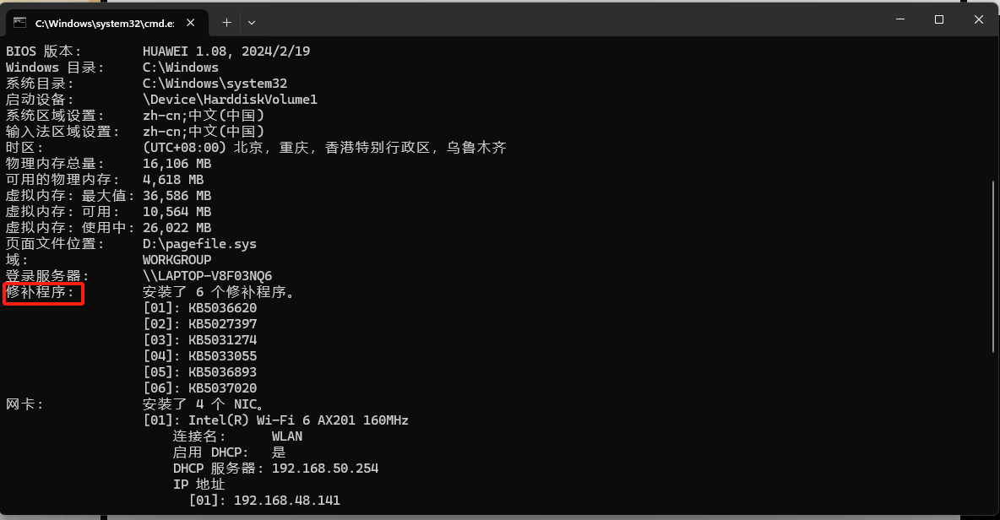 C:\Windows\system32\cmd.e
BIOS 版本: HUAWEI 1.08, 2024/2/19
Windows 目录: C:\Windows
系统目录: C:\Windows\system32
启动设备: \Device\HarddiskVolume1
系统区域设置: zh-cn;中文(中国)
输入法区域设置: zh-cn;中文(中国)
时区: (UTC+08:00) 北京，重庆，香港特别行政区，乌鲁木齐
物理内存总量: 16,106 MB
可用的物理内存: 4,618 MB
虚拟内存: 最大值: 36,586 MB
虚拟内存: 可用: 10,564 MB
虚拟内存: 使用中: 26,022 MB
页面文件位置: D:\pagefile.sys
域: WORKGROUP
登录服务器: \\LAPTOP-V8F03NQ6
修补程序: 安装了 6 个修补程序。
[01]: KB5036620
[02]: KB5027397
[03]: KB5031274
[04]: KB5033055
[05]: KB5036893
[06]: KB5037020
网卡: 安装了 4 个 NIC。
[01]: Intel(R) Wi-Fi 6 AX201 160MHz
连接名: WLAN
启用 DHCP: 是
DHCP 服务器: 192.168.50.254
IP 地址
[01]: 192.168.48.141